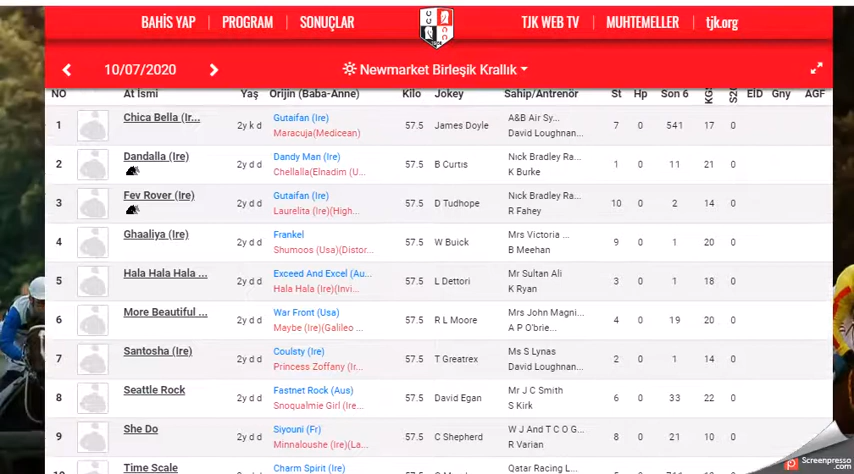 BAHİS YAP | PROGRAM | SONUÇLAR TJK WEB TV | MUHTEMELLER | tjk.org
10/07/2020 Newmarket Birleşik Krallık
NO At İsmi Yaş Orijin (Baba-Anne) Kilo Jokey Sahip/Antrenör St Hp Son 6 KGS S20 EİD Gny AGF
1 Chica Bella (Ir... 2y k d Gutaifan (Ire) 57.5 James Doyle A&B Air Sy... 7 0 541 17 0
Maracuja(Medicean) David Loughnan...
2 Dandalla (Ire) 2y d d Dandy Man (Ire) 57.5 B Curtıs Nıck Bradley Ra... 1 0 11 21 0
Chellalla(Elnadim (U... K Burke
3 Fev Rover (Ire) 2y d d Gutaifan (Ire) 57.5 D Tudhope Nıck Bradley Ra... 10 0 2 14 0
Laurelita (Ire)(High... R Fahey
4 Ghaaliya (Ire) 2y d d Frankel 57.5 W Buick Mrs Victoria ... 9 0 1 20 0
Shumoos (Usa)(Distor... B Meehan
5 Hala Hala Hala ... 2y d d Exceed And Excel (Au... 57.5 L Dettori Mr Sultan Ali 3 0 1 18 0
Hala Hala (Ire)(Invi... K Ryan
6 More Beautiful ... 2y d d War Front (Usa) 57.5 R L Moore Mrs John Magni... 4 0 19 20 0
Maybe (Ire)(Galileo ... A P O'brie...
7 Santosha (Ire) 2y d d Coulsty (Ire) 57.5 T Greatrex Ms S Lynas 2 0 1 14 0
Princess Zoffany (Ir... David Loughnan...
8 Seattle Rock 2y d d Fastnet Rock (Aus) 57.5 David Egan Mr J C Smith 6 0 33 22 0
Snoqualmie Girl (Ire... S Kirk
9 She Do 2y d d Siyouni (Fr) 57.5 C Shepherd W J And T C O G... 8 0 21 10 0
Minnaloushe (Ire)(La... R Varian
Time Scale Charm Spirit (Ire) Qatar Racing L...
Screenpresso
.com